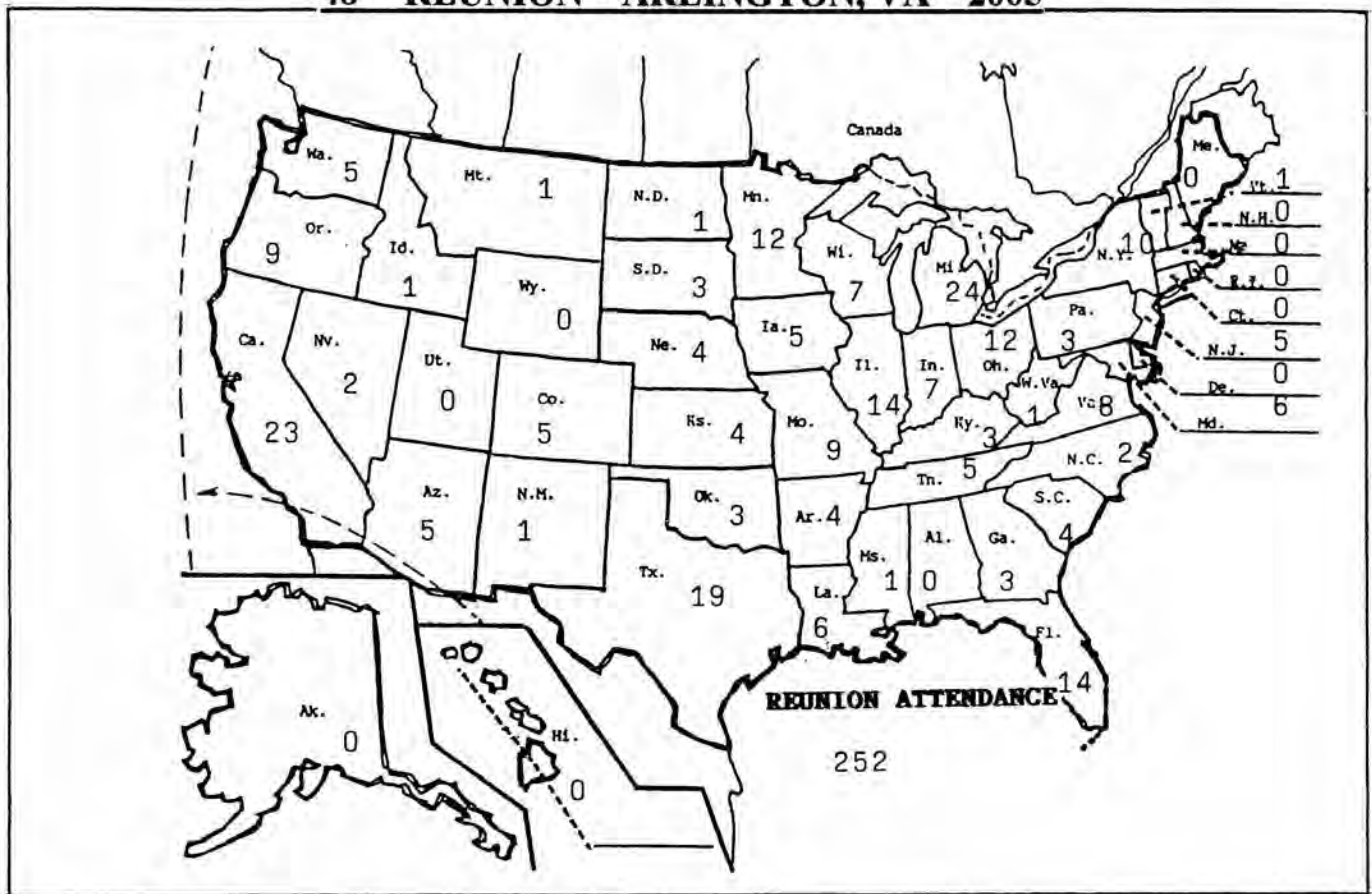 REUNION ARLINGTON, VA
Canada
Wa. 5
Mt. 1
N.D. 1
Mn. 12
Me. 0
Vt. 1
N.H. 0
0
R.I. 0
Ct. 0
N.J. 5
De. 0
Md. 6
Or. 9
Id. 1
S.D. 3
Wi. 7
Mi. 24
N.Y. 10
Wy. 0
Ia. 5
Pa. 3
Ca. 23
Nv. 2
Ut. 0
Ne. 4
Il. 14
In. 7
12 Oh.
W.Va. 1
Va. 8
Co. 5
Ks. 4
Mo. 9
Ky. 3
Tn. 5
N.C. 2
Az. 5
N.M. 1
Ok. 3
Ar. 4
S.C. 4
Tx. 19
La. 6
Ms. 1
Al. 0
Ga. 3
Fl. 14
REUNION ATTENDANCE
252
Ak. 0
Hi. 0